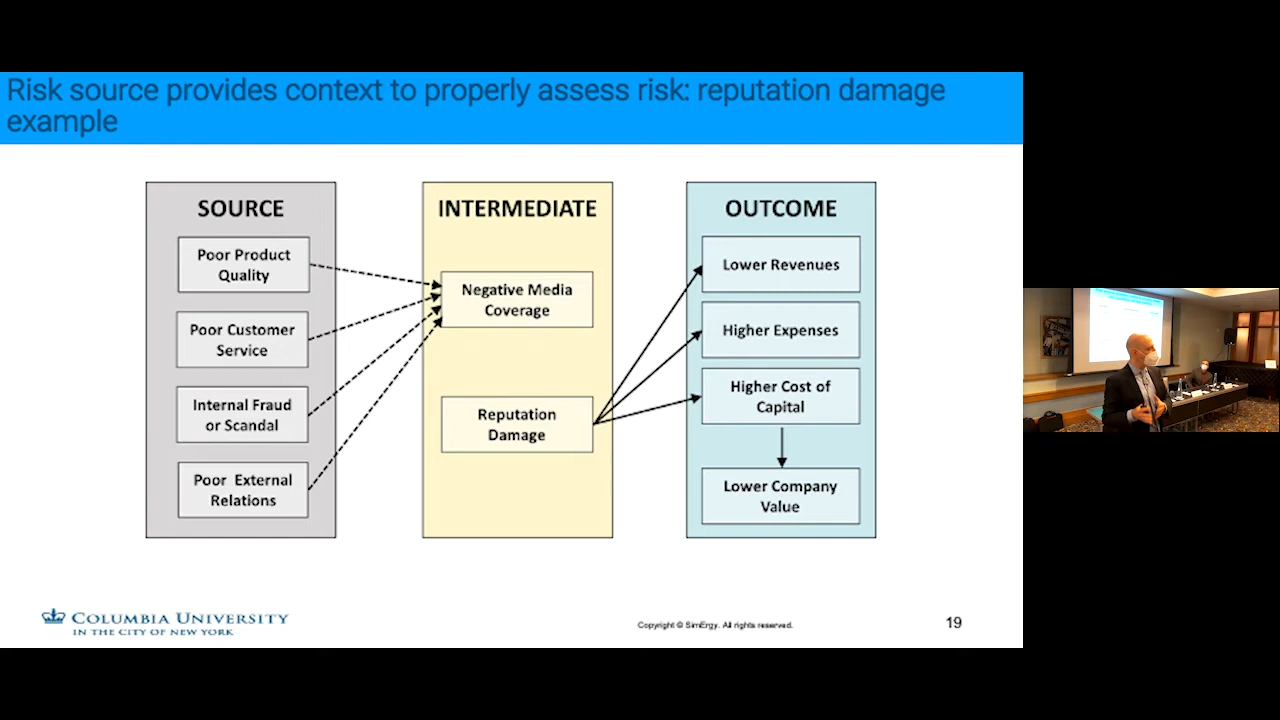 Risk source provides context to properly assess risk: reputation damage
example
SOURCE
Poor Product
Quality
Poor Customer
Service
Internal Fraud
or Scandal
Poor External
Relations
INTERMEDIATE
Negative Media
Coverage
Reputation
Damage
OUTCOME
Lower Revenues
Higher Expenses
Higher Cost of
Capital
Lower Company
Value
COLUMBIA UNIVERSITY
IN THE CITY OF NEW YORK
Copyright © SimErgy. All rights reserved.
19